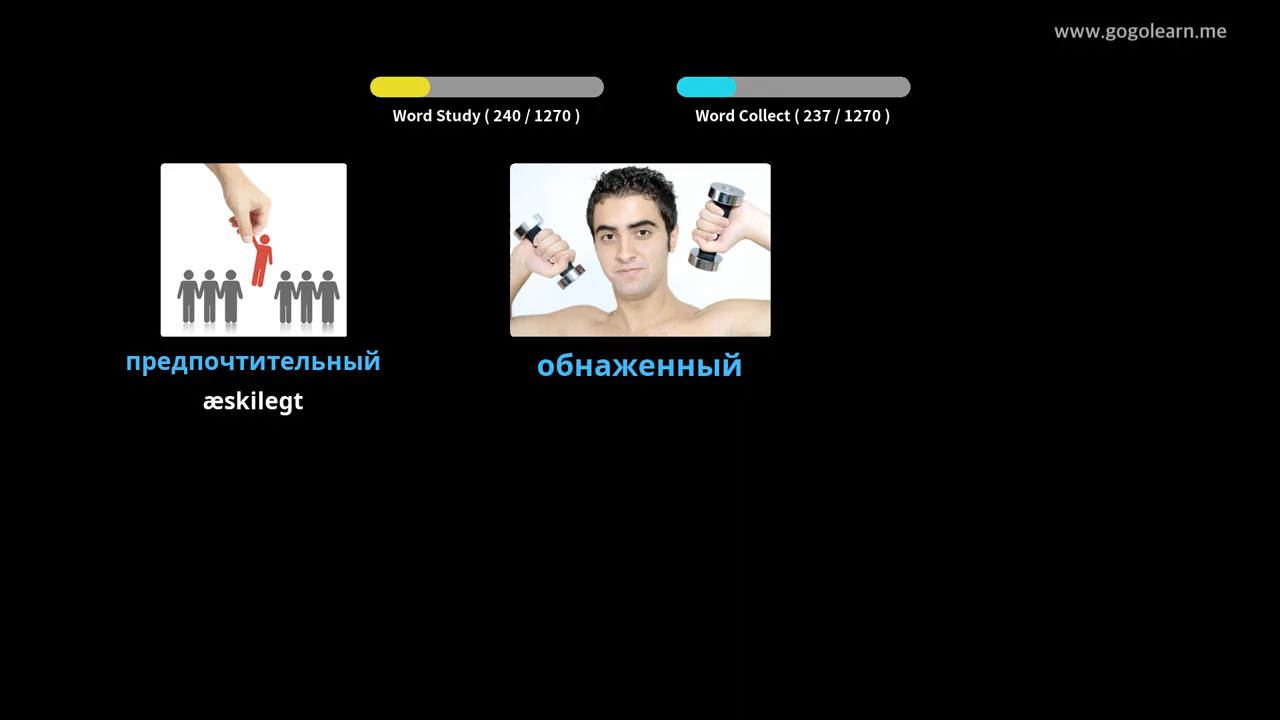 www.gogolearn.me
Word Study ( 240 / 1270 )
Word Collect ( 237 / 1270 )
предпочтительный
æskilegt
обнаженный